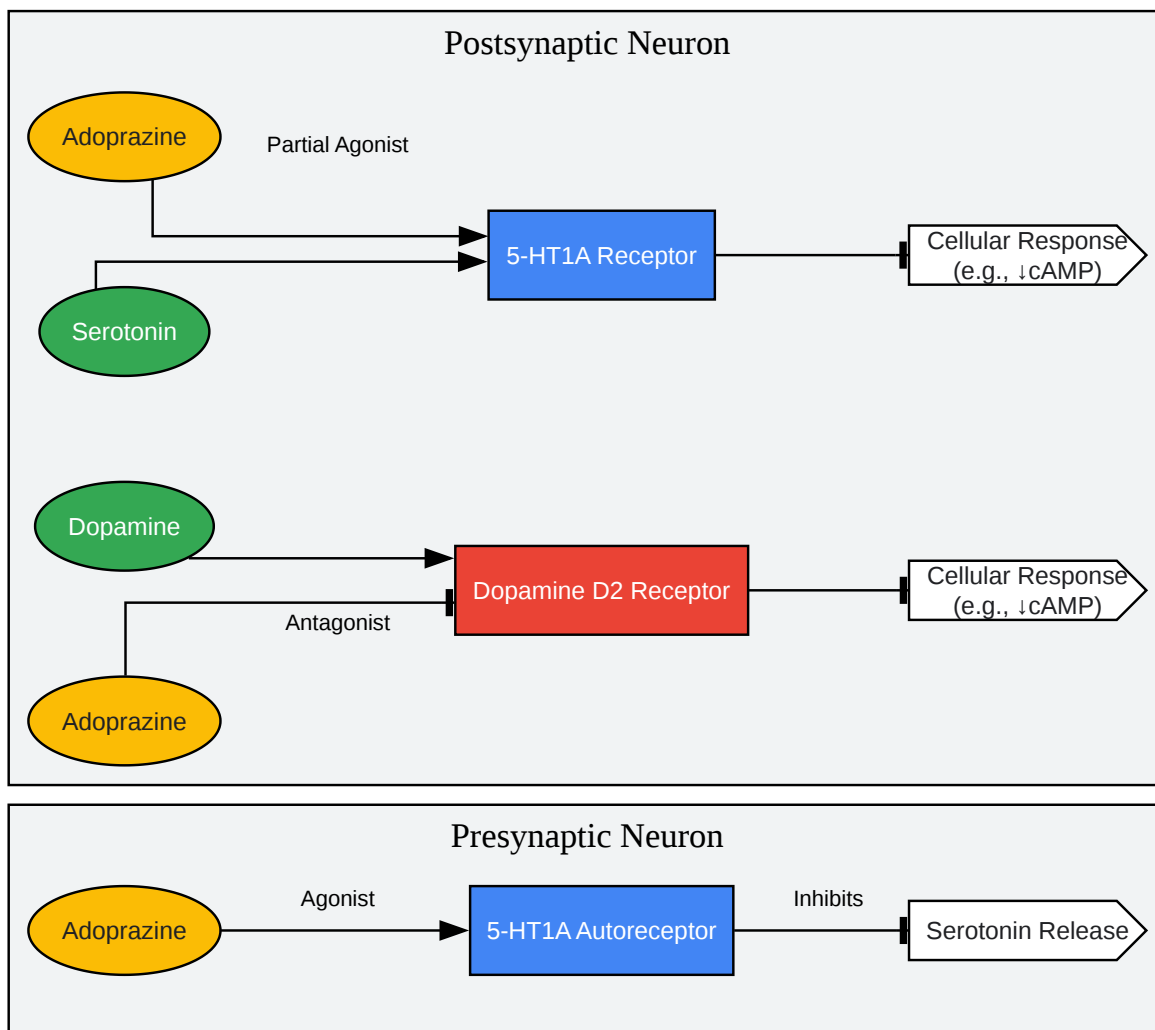 Postsynaptic Neuron
Adoprazine
Partial Agonist
5-HT1A Receptor
Cellular Response
(e.g., ↓cAMP)
Serotonin
Dopamine
Dopamine D2 Receptor
Cellular Response
(e.g., ↓cAMP)
Antagonist
Adoprazine
Presynaptic Neuron
Adoprazine
Agonist
5-HT1A Autoreceptor
Inhibits
Serotonin Release